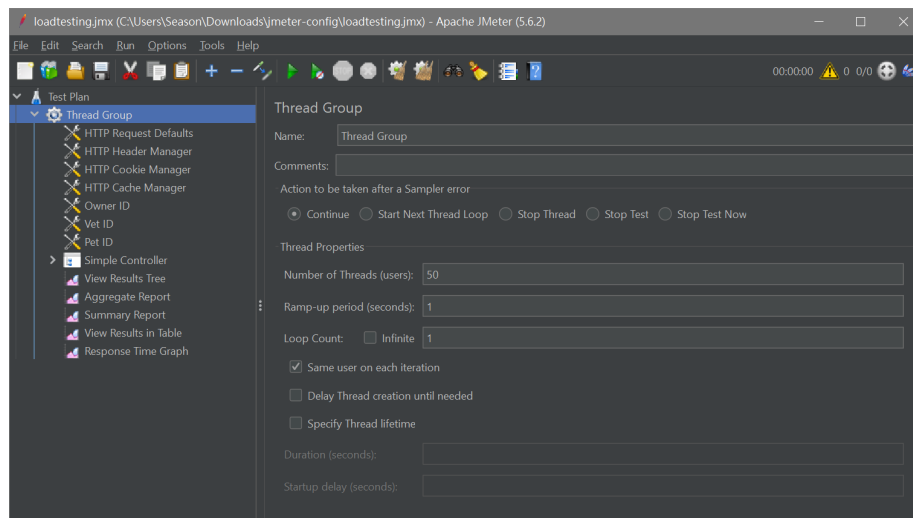 loadtesting.jmx (C:\Users\Season\Downloads\jmeter-config\loadtesting.jmx) - Apache JMeter (5.6.2)
File Edit Search Run Options Tools Help
00:00:00 0 0/0
Test Plan
Thread Group
HTTP Request Defaults
HTTP Header Manager
HTTP Cookie Manager
HTTP Cache Manager
Owner ID
Vet ID
Pet ID
Simple Controller
View Results Tree
Aggregate Report
Summary Report
View Results in Table
Response Time Graph
Thread Group
Name: Thread Group
Comments:
Action to be taken after a Sampler error
Continue Start Next Thread Loop Stop Thread Stop Test Stop Test Now
Thread Properties
Number of Threads (users): 50
Ramp-up period (seconds): 1
Loop Count: Infinite 1
Same user on each iteration
Delay Thread creation until needed
Specify Thread lifetime
Duration (seconds):
Startup delay (seconds):